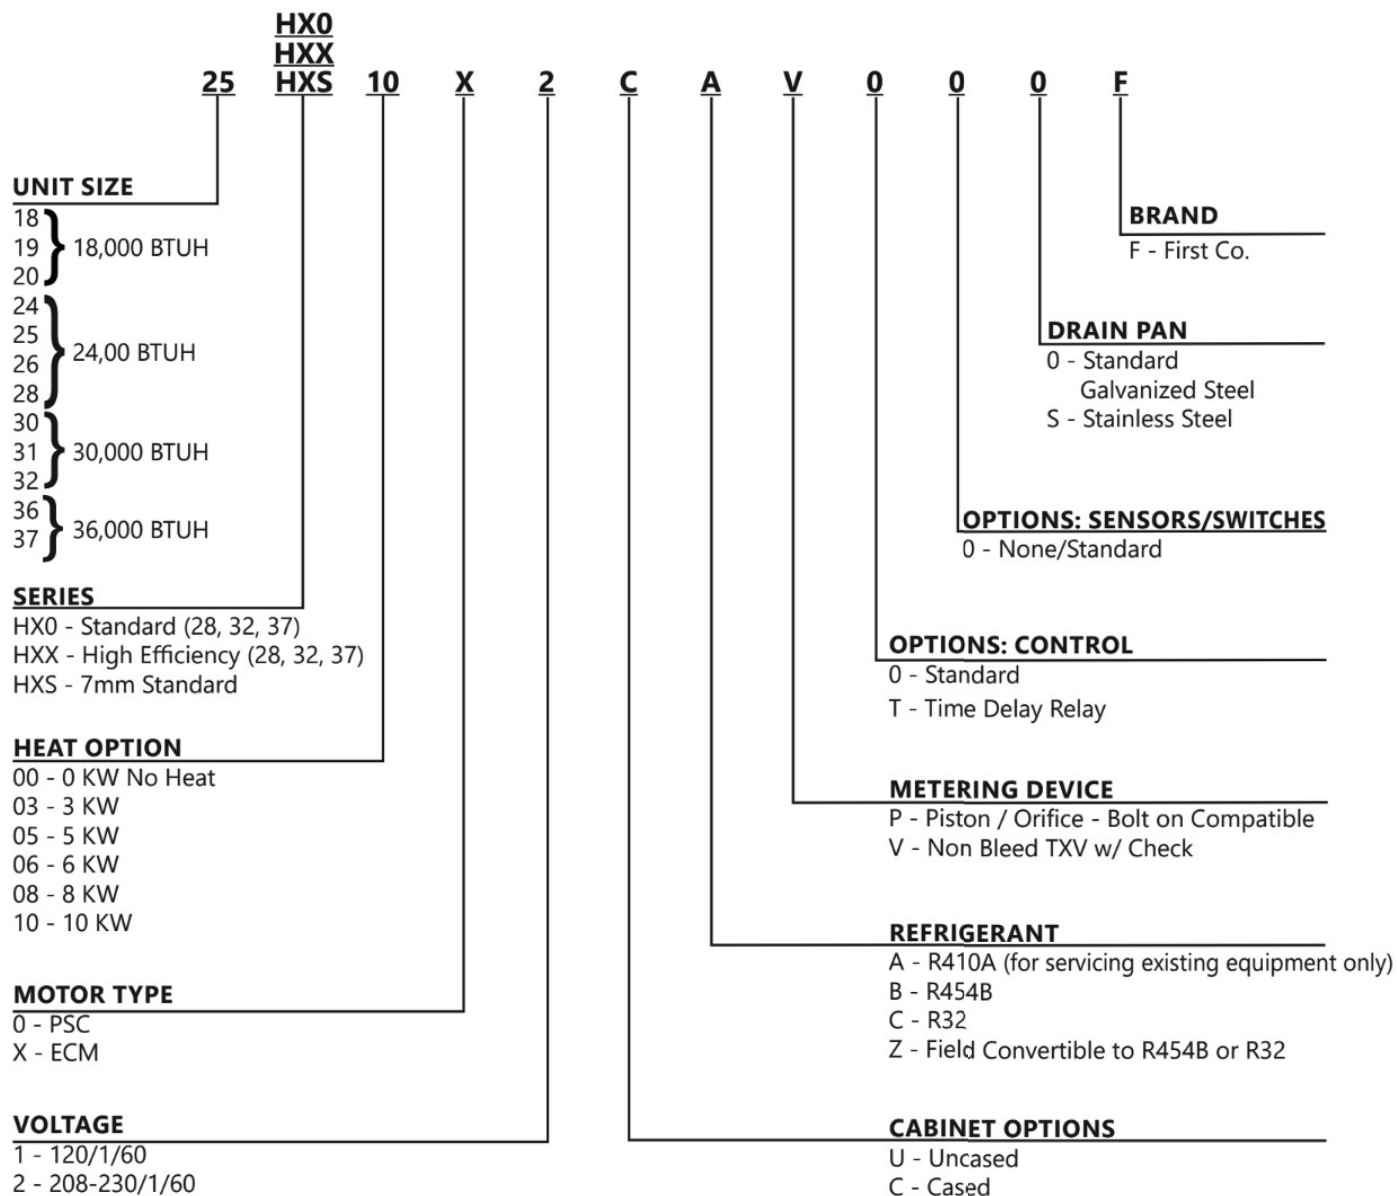 HX0
HXX
25 HXS 10 X 2 C A V 0 0 0 F
UNIT SIZE
18
19
20
18,000 BTUH
24
25
26
28
24,00 BTUH
30
31
32
30,000 BTUH
36
37
36,000 BTUH
SERIES
HX0 - Standard (28, 32, 37)
HXX - High Efficiency (28, 32, 37)
HXS - 7mm Standard
HEAT OPTION
00 - 0 KW No Heat
03 - 3 KW
05 - 5 KW
06 - 6 KW
08 - 8 KW
10 - 10 KW
MOTOR TYPE
0 - PSC
X - ECM
VOLTAGE
1 - 120/1/60
2 - 208-230/1/60
BRAND
F - First Co.
DRAIN PAN
0 - Standard
Galvanized Steel
S - Stainless Steel
OPTIONS: SENSORS/SWITCHES
0 - None/Standard
OPTIONS: CONTROL
0 - Standard
T - Time Delay Relay
METERING DEVICE
P - Piston / Orifice - Bolt on Compatible
V - Non Bleed TXV w/ Check
REFRIGERANT
A - R410A (for servicing existing equipment only)
B - R454B
C - R32
Z - Field Convertible to R454B or R32
CABINET OPTIONS
U - Uncased
C - Cased